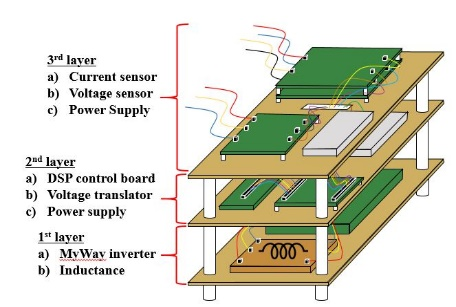 3rd layer
a) Current sensor
b) Voltage sensor
c) Power Supply
2nd layer
a) DSP control board
b) Voltage translator
c) Power supply
1st layer
a) MyWay inverter
b) Inductance